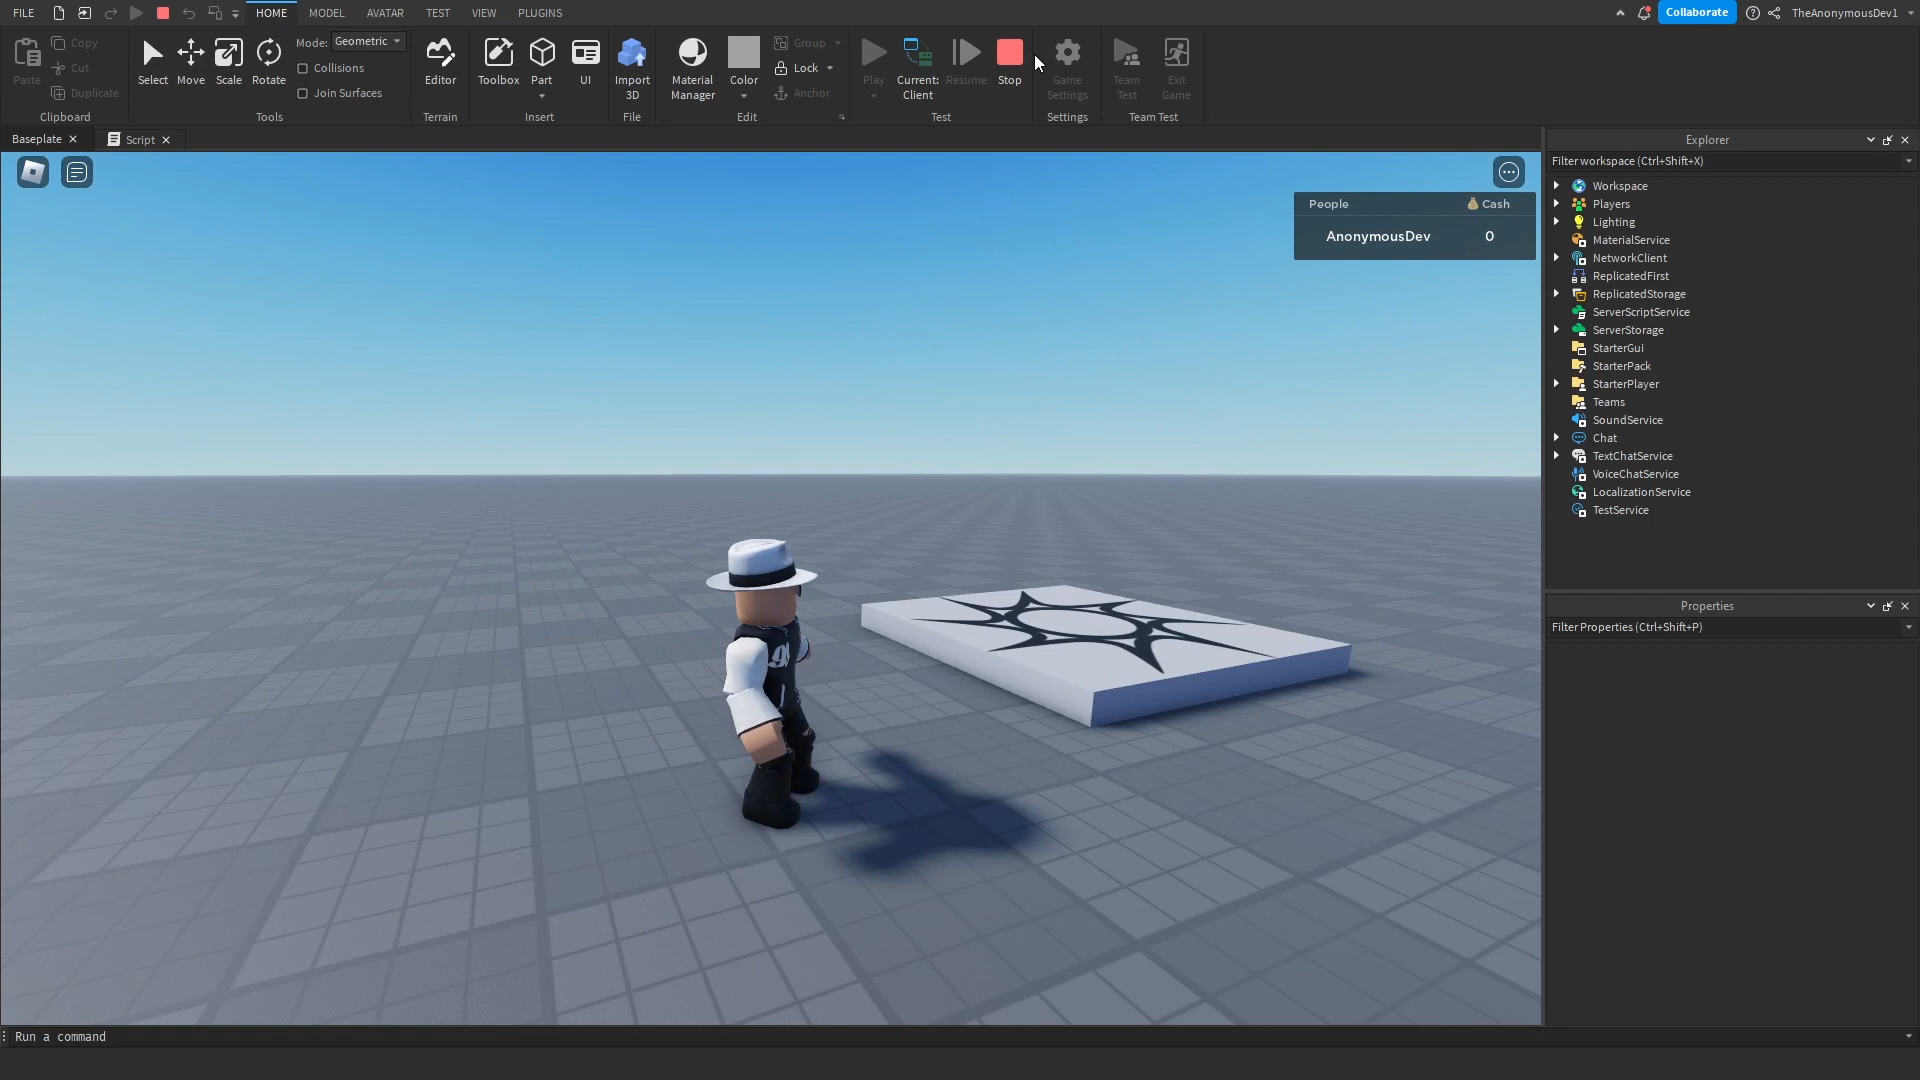 FILE
HOME
MODEL
AVATAR
TEST
VIEW
PLUGINS
Collaborate
TheAnonymousDev1
Paste
Copy
Cut
Duplicate
Clipboard
Select
Move
Scale
Rotate
Mode: Geometric
Collisions
Join Surfaces
Tools
Editor
Terrain
Toolbox
Part
UI
Insert
Import
3D
File
Material
Manager
Color
Group
Lock
Anchor
Edit
Play
Current:
Client
Resume
Stop
Test
Game
Settings
Settings
Team
Test
Exit
Game
Team Test
Baseplate
Script
People
Cash
AnonymousDev
0
Explorer
Filter workspace (Ctrl+Shift+X)
Workspace
Players
Lighting
MaterialService
NetworkClient
ReplicatedFirst
ReplicatedStorage
ServerScriptService
ServerStorage
StarterGui
StarterPack
StarterPlayer
Teams
SoundService
Chat
TextChatService
VoiceChatService
LocalizationService
TestService
Properties
Filter Properties (Ctrl+Shift+P)
Run a command